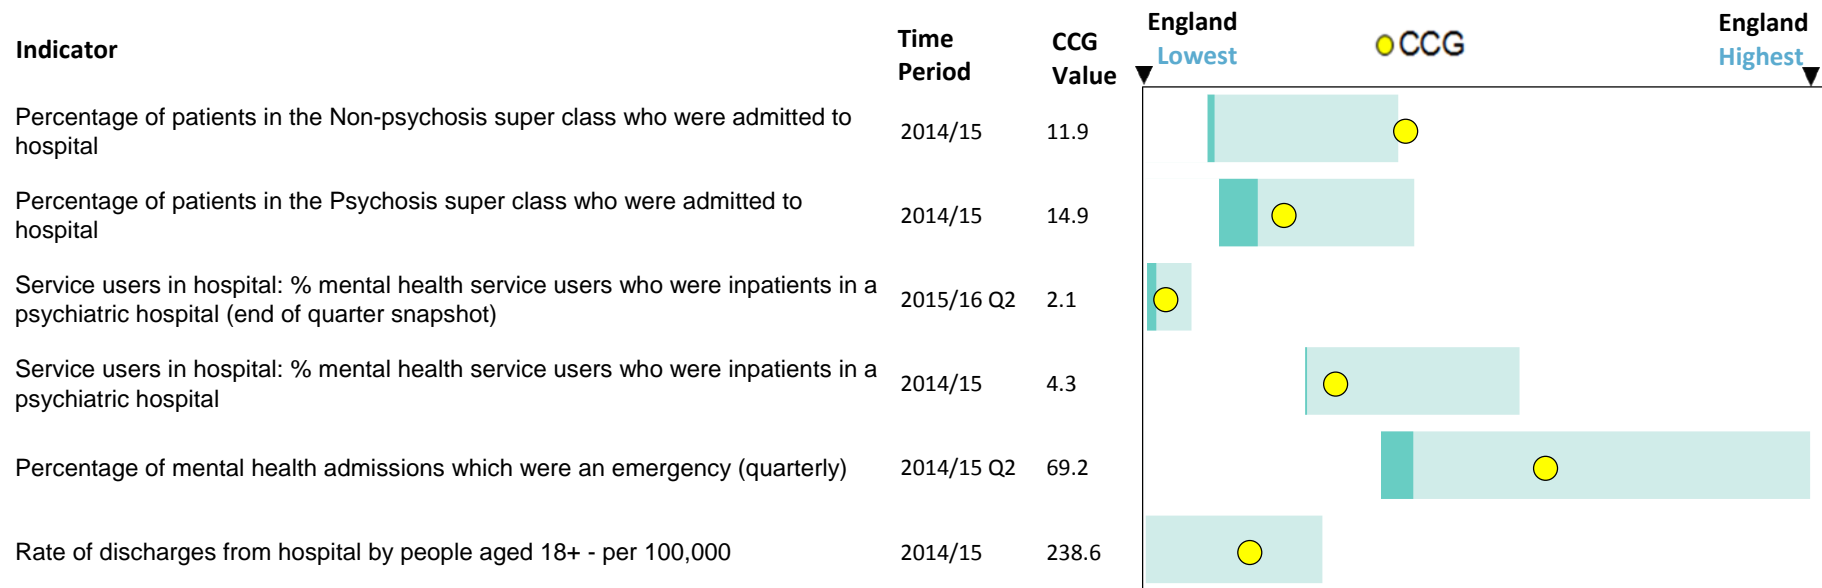 Indicator
Time Period
CCG Value
England Lowest
CCG
England Highest
Percentage of patients in the Non-psychosis super class who were admitted to
hospital
2014/15
11.9
Percentage of patients in the Psychosis super class who were admitted to
hospital
2014/15
14.9
Service users in hospital: % mental health service users who were inpatients in a
psychiatric hospital (end of quarter snapshot)
2015/16 Q2
2.1
Service users in hospital: % mental health service users who were inpatients in a
psychiatric hospital
2014/15
4.3
Percentage of mental health admissions which were an emergency (quarterly)
2014/15 Q2
69.2
Rate of discharges from hospital by people aged 18+ - per 100,000
2014/15
238.6